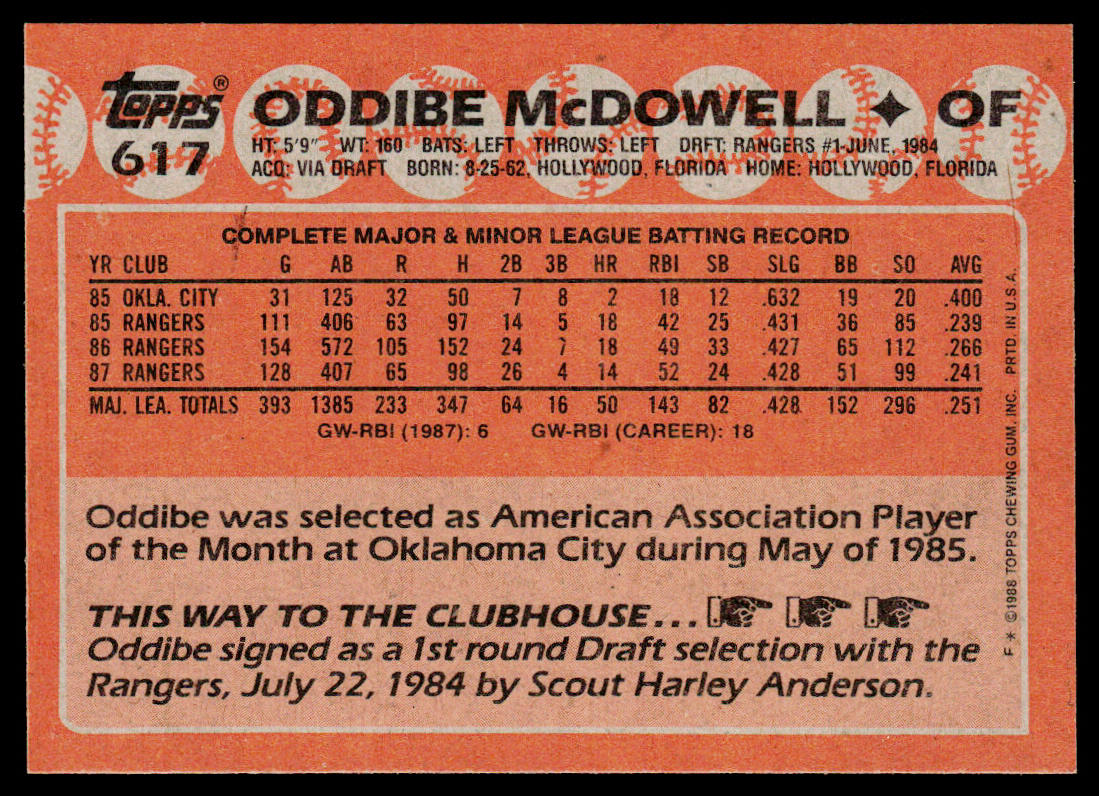 topps®
617
ODDIBE McDOWELL ✦ OF
HT: 5'9" WT: 160 BATS: LEFT THROWS: LEFT DRFT: RANGERS #1-JUNE, 1984
ACQ: VIA DRAFT BORN: 8-25-62, HOLLYWOOD, FLORIDA HOME: HOLLYWOOD, FLORIDA
COMPLETE MAJOR & MINOR LEAGUE BATTING RECORD
YR CLUB G AB R H 2B 3B HR RBI SB SLG BB SO AVG
85 OKLA. CITY 31 125 32 50 7 8 2 18 12 .632 19 20 .400
85 RANGERS 111 406 63 97 14 5 18 42 25 .431 36 85 .239
86 RANGERS 154 572 105 152 24 7 18 49 33 .427 65 112 .266
87 RANGERS 128 407 65 98 26 4 14 52 24 .428 51 99 .241
MAJ. LEA. TOTALS 393 1385 233 347 64 16 50 143 82 .428 152 296 .251
GW-RBI (1987): 6 GW-RBI (CAREER): 18
Oddibe was selected as American Association Player
of the Month at Oklahoma City during May of 1985.
THIS WAY TO THE CLUBHOUSE...
Oddibe signed as a 1st round Draft selection with the
Rangers, July 22, 1984 by Scout Harley Anderson.
F* ©1988 TOPPS CHEWING GUM, INC. PRTD. IN U.S.A.